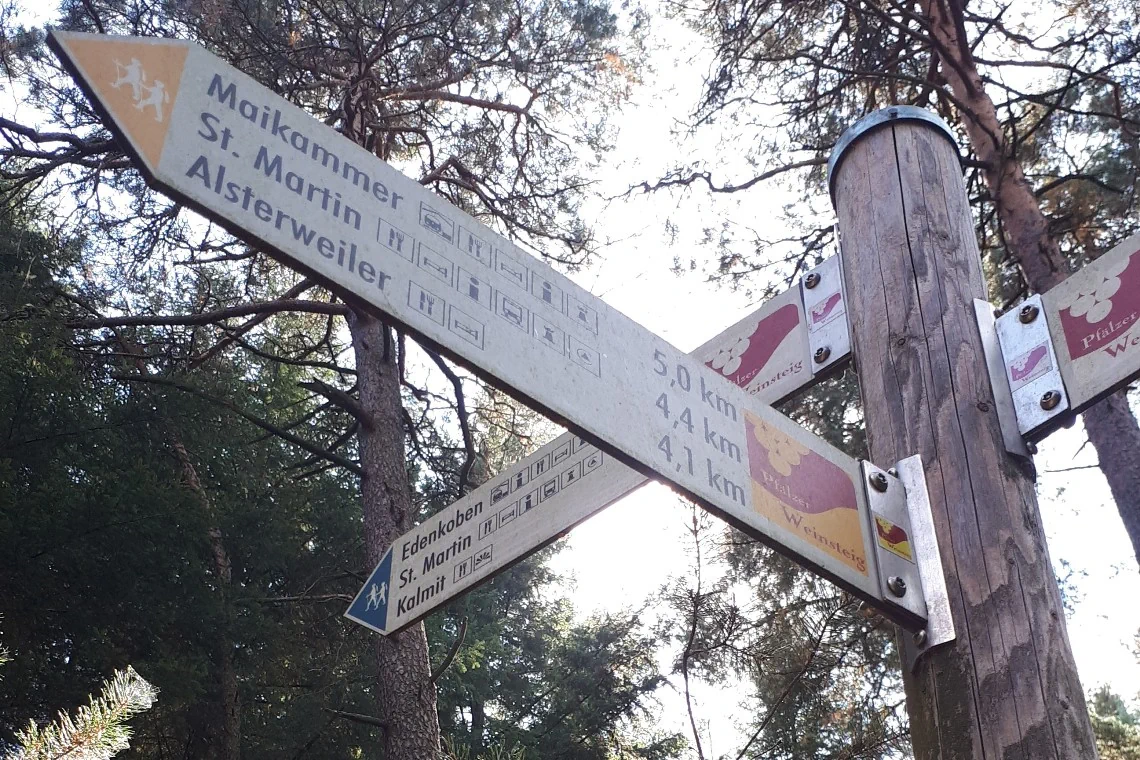 Maikammer 5,0 km
St. Martin 4,4 km
Alsterweiler 4,1 km
Pfälzer
Weinsteig
Edenkoben
St. Martin
Kalmit
Weinsteig
Pfälzer